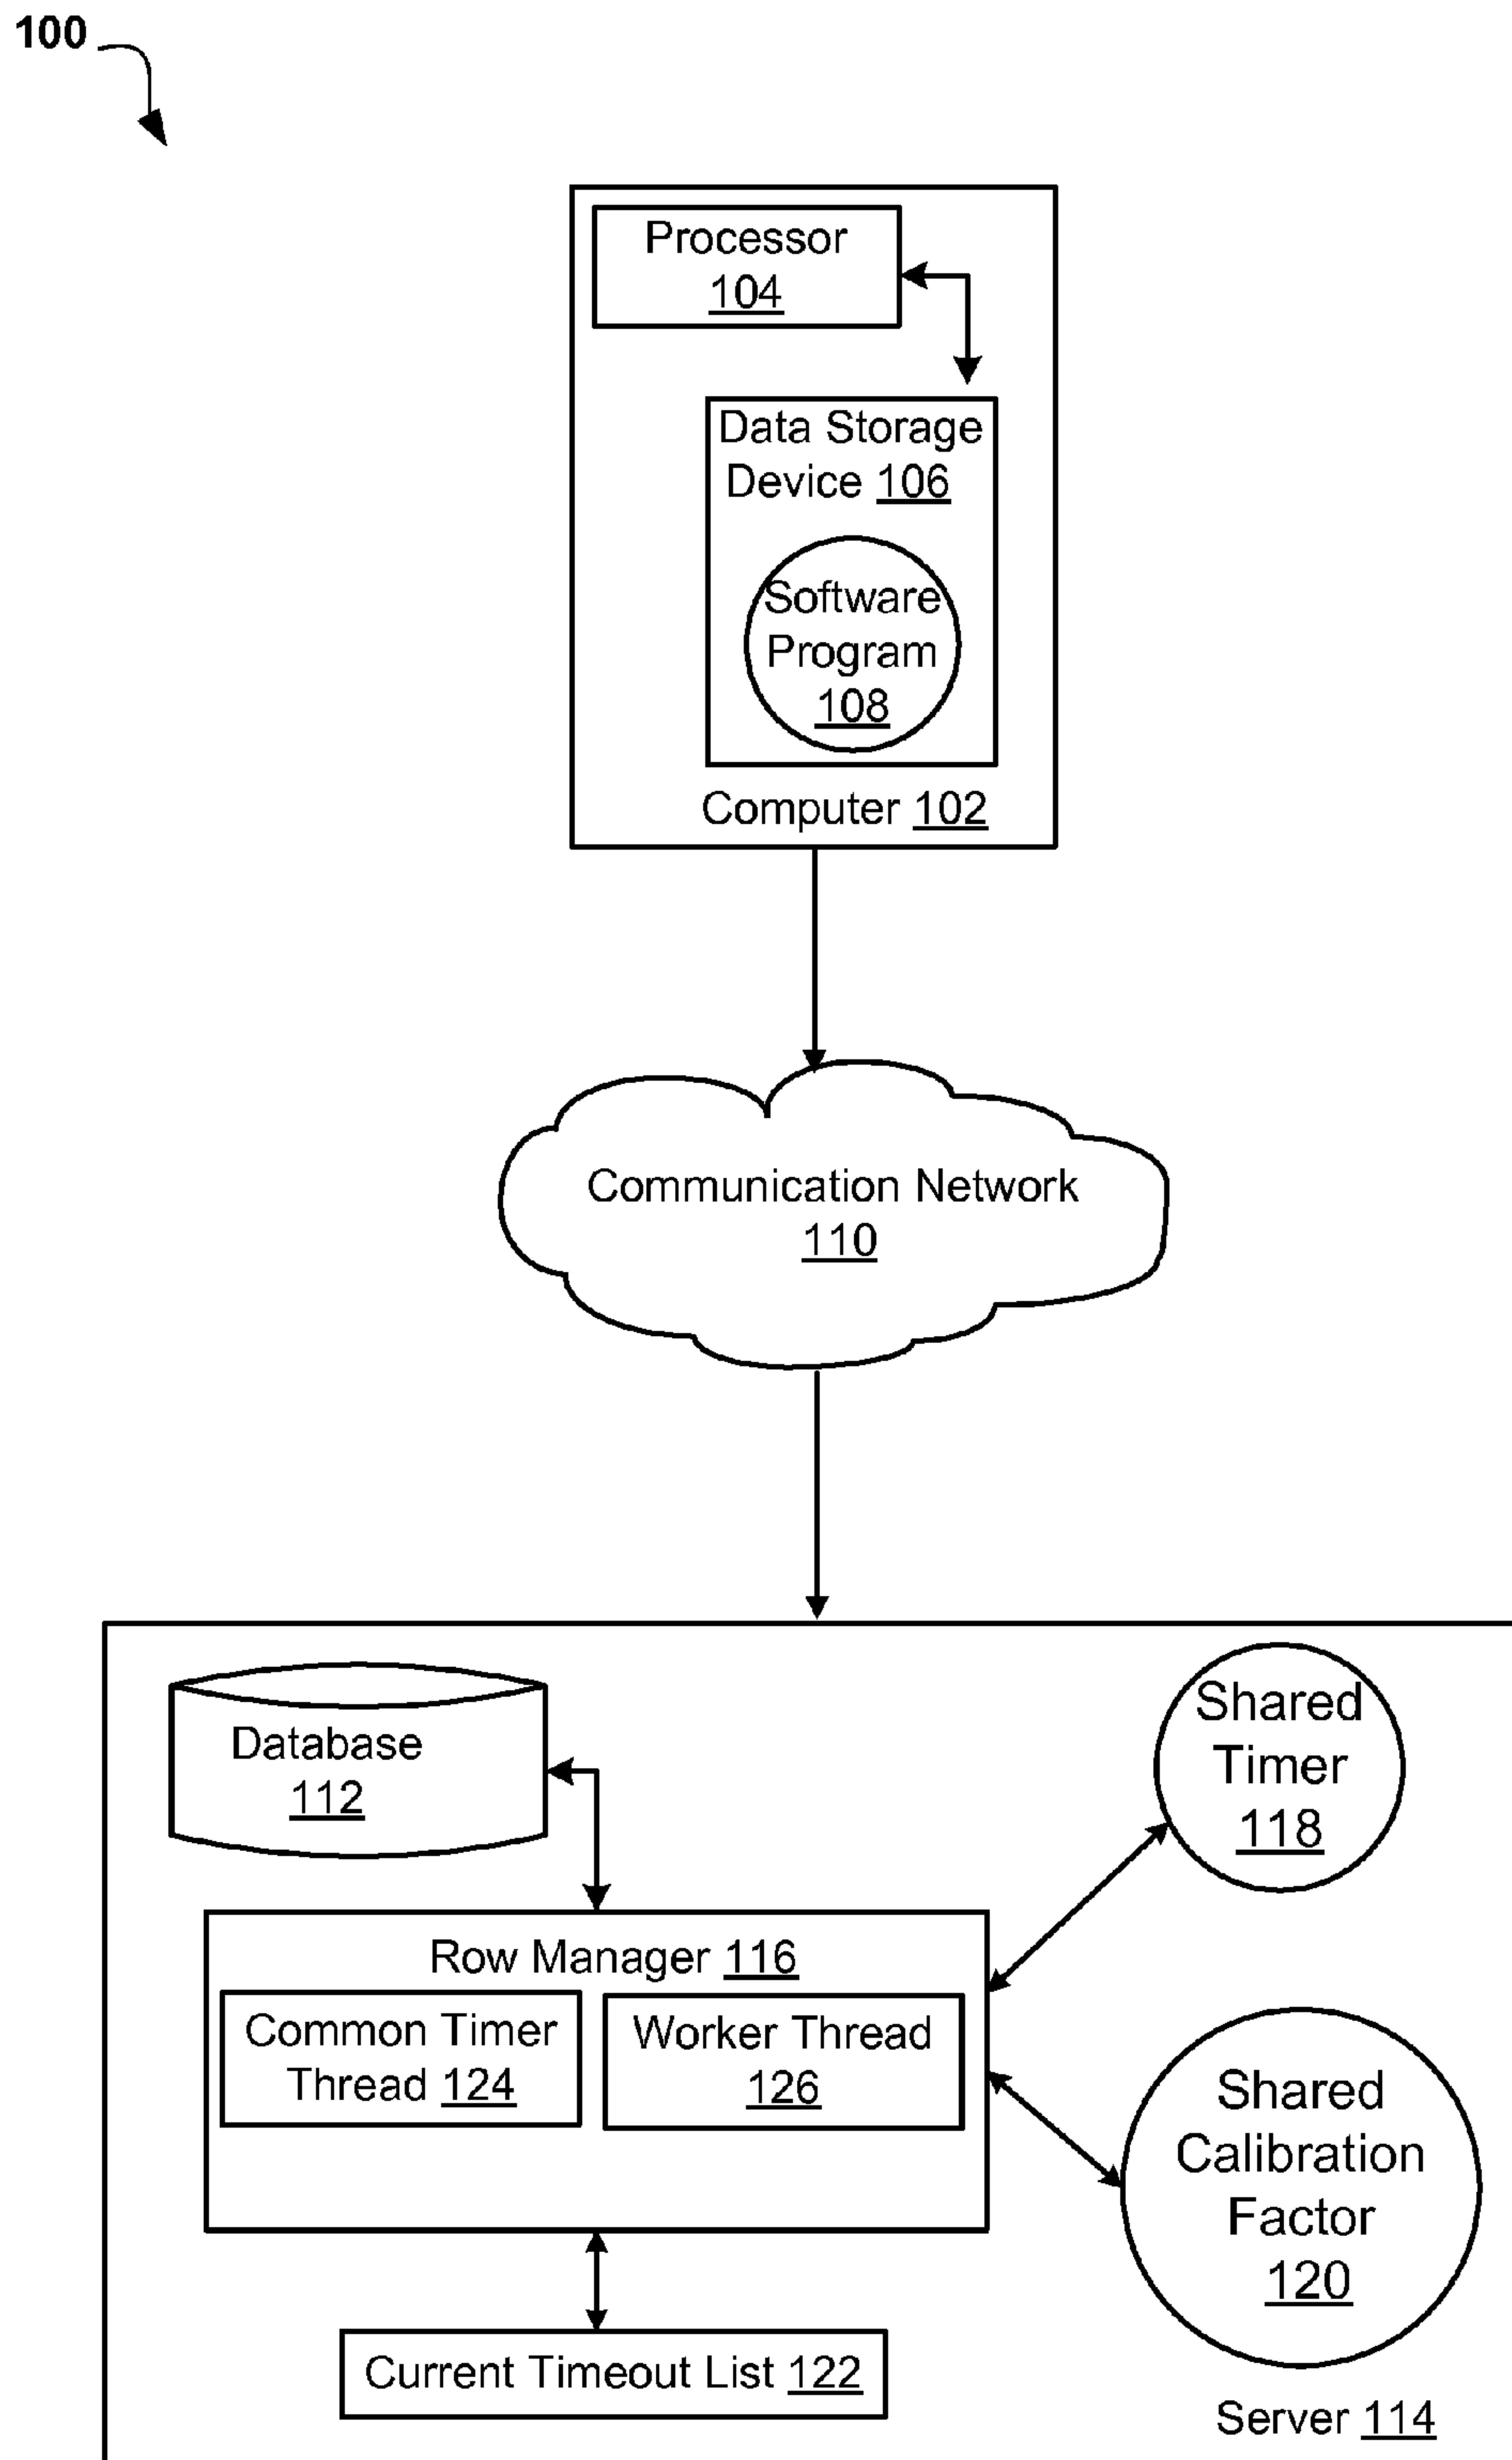 100
Processor
104
Data Storage
Device 106
Software
Program
108
Computer 102
Communication Network
110
Database
112
Shared
Timer
118
Row Manager 116
Common Timer
Thread 124
Worker Thread
126
Shared
Calibration
Factor
120
Current Timeout List 122
Server 114